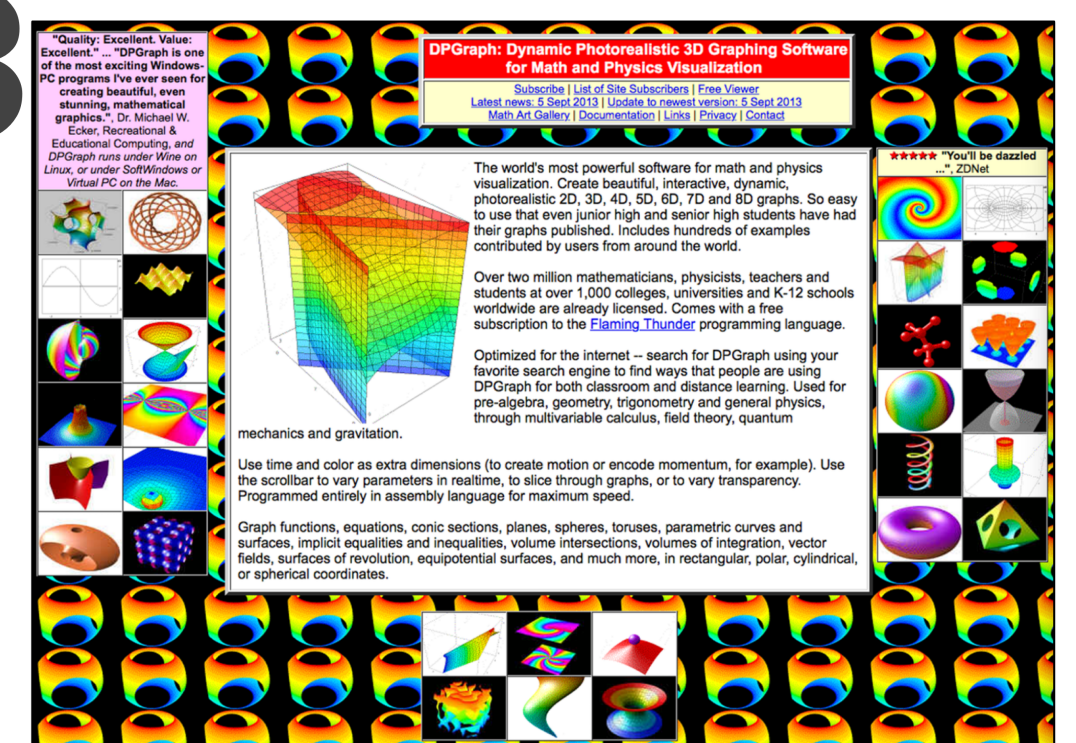 "Quality: Excellent. Value:
Excellent." ... "DPGraph is one
of the most exciting Windows-
PC programs I've ever seen for
creating beautiful, even
stunning, mathematical
graphics.", Dr. Michael W.
Ecker, Recreational &
Educational Computing, and
DPGraph runs under Wine on
Linux, or under SoftWindows or
Virtual PC on the Mac.
DPGraph: Dynamic Photorealistic 3D Graphing Software
for Math and Physics Visualization
Subscribe | List of Site Subscribers | Free Viewer
Latest news: 5 Sept 2013 | Update to newest version: 5 Sept 2013
Math Art Gallery | Documentation | Links | Privacy | Contact
The world's most powerful software for math and physics
visualization. Create beautiful, interactive, dynamic,
photorealistic 2D, 3D, 4D, 5D, 6D, 7D and 8D graphs. So easy
to use that even junior high and senior high students have had
their graphs published. Includes hundreds of examples
contributed by users from around the world.
Over two million mathematicians, physicists, teachers and
students at over 1,000 colleges, universities and K-12 schools
worldwide are already licensed. Comes with a free
subscription to the Flaming Thunder programming language.
Optimized for the internet -- search for DPGraph using your
favorite search engine to find ways that people are using
DPGraph for both classroom and distance learning. Used for
pre-algebra, geometry, trigonometry and general physics,
through multivariable calculus, field theory, quantum
mechanics and gravitation.
Use time and color as extra dimensions (to create motion or encode momentum, for example). Use
the scrollbar to vary parameters in realtime, to slice through graphs, or to vary transparency.
Programmed entirely in assembly language for maximum speed.
Graph functions, equations, conic sections, planes, spheres, toruses, parametric curves and
surfaces, implicit equalities and inequalities, volume intersections, volumes of integration, vector
fields, surfaces of revolution, equipotential surfaces, and much more, in rectangular, polar, cylindrical,
or spherical coordinates.
★★★★★ "You'll be dazzled
...", ZDNet